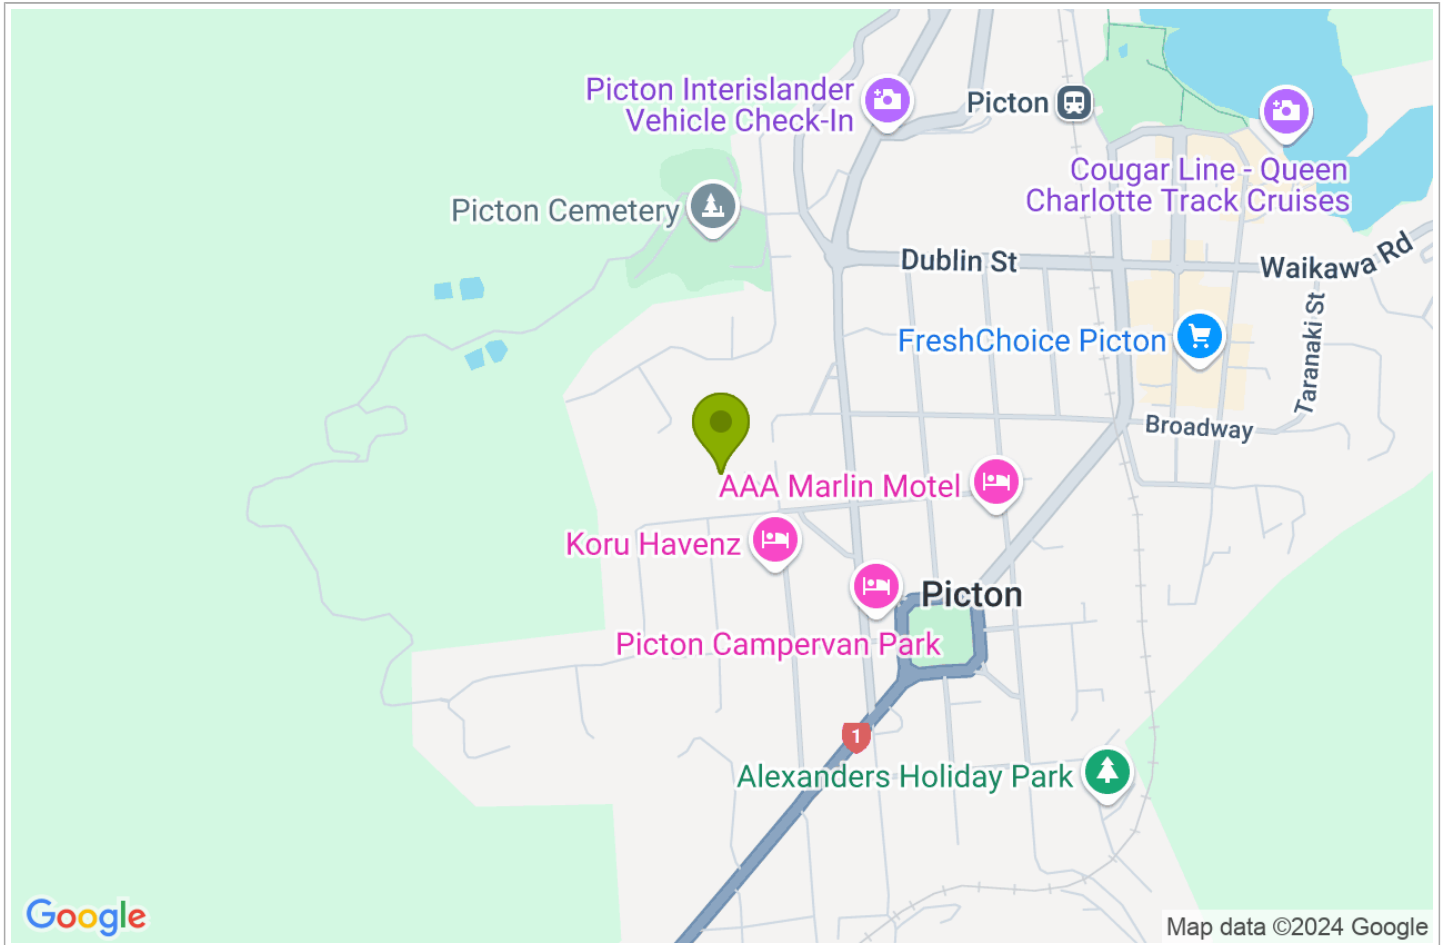 Picton Interislander
Vehicle Check-In
Picton
Cougar Line - Queen
Charlotte Track Cruises
Picton Cemetery
Dublin St
Waikawa Rd
Taranaki St
FreshChoice Picton
Broadway
AAA Marlin Motel
Koru Havenz
Picton
Picton Campervan Park
1
Alexanders Holiday Park
Google
Map data ©2024 Google